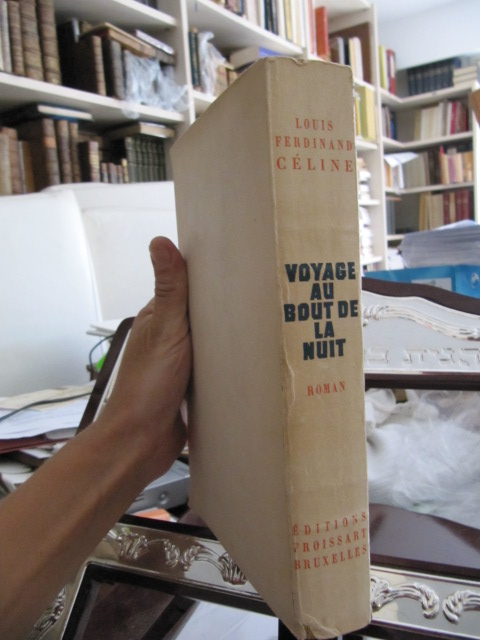 LOUIS
FERDINAND
CÉLINE
VOYAGE
AU
BOUT DE
LA
NUIT
ROMAN
ÉDITIONS
FROISSART
BRUXELLES